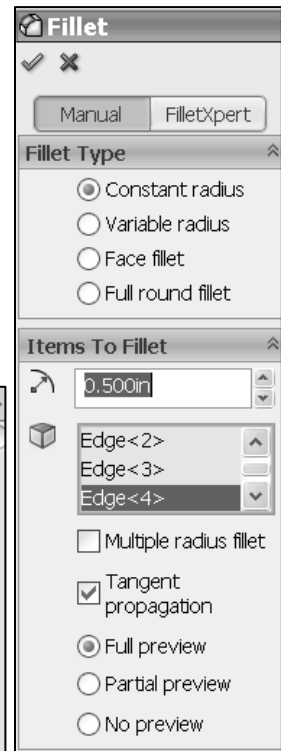 Fillet
Manual FilletXpert
Fillet Type
Constant radius
Variable radius
Face fillet
Full round fillet
Items To Fillet
0.500in
Edge<2>
Edge<3>
Edge<4>
Multiple radius fillet
Tangent
propagation
Full preview
Partial preview
No preview